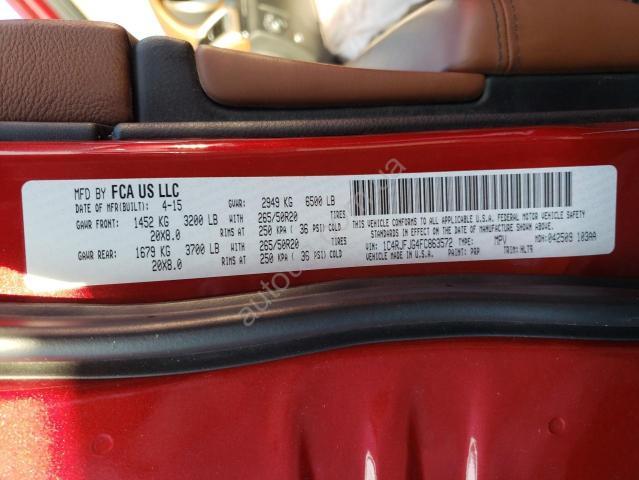 MFD BY FCA US LLC
DATE OF MFR(BUILT): 4-15 GVWR: 2949 KG 6500 LB
GAWR FRONT: 1452 KG 3200 LB WITH 265/50R20 TIRES
20X8.0 RIMS AT 250 KPA ( 36 PSI) COLD
GAWR REAR: 1679 KG 3700 LB WITH 265/50R20 TIRES
20X8.0 RIMS AT 250 KPA ( 36 PSI) COLD
THIS VEHICLE CONFORMS TO ALL APPLICABLE U.S.A. FEDERAL MOTOR VEHICLE SAFETY
STANDARDS IN EFFECT ON THE DATE OF MANUFACTURE SHOWN ABOVE.
VIN: 1C4RJFJG4FC863572 TYPE: MPV MDH: 042509 103AA
VEHICLE MADE IN U.S.A. PAINT: PRP TRIM: HLT9